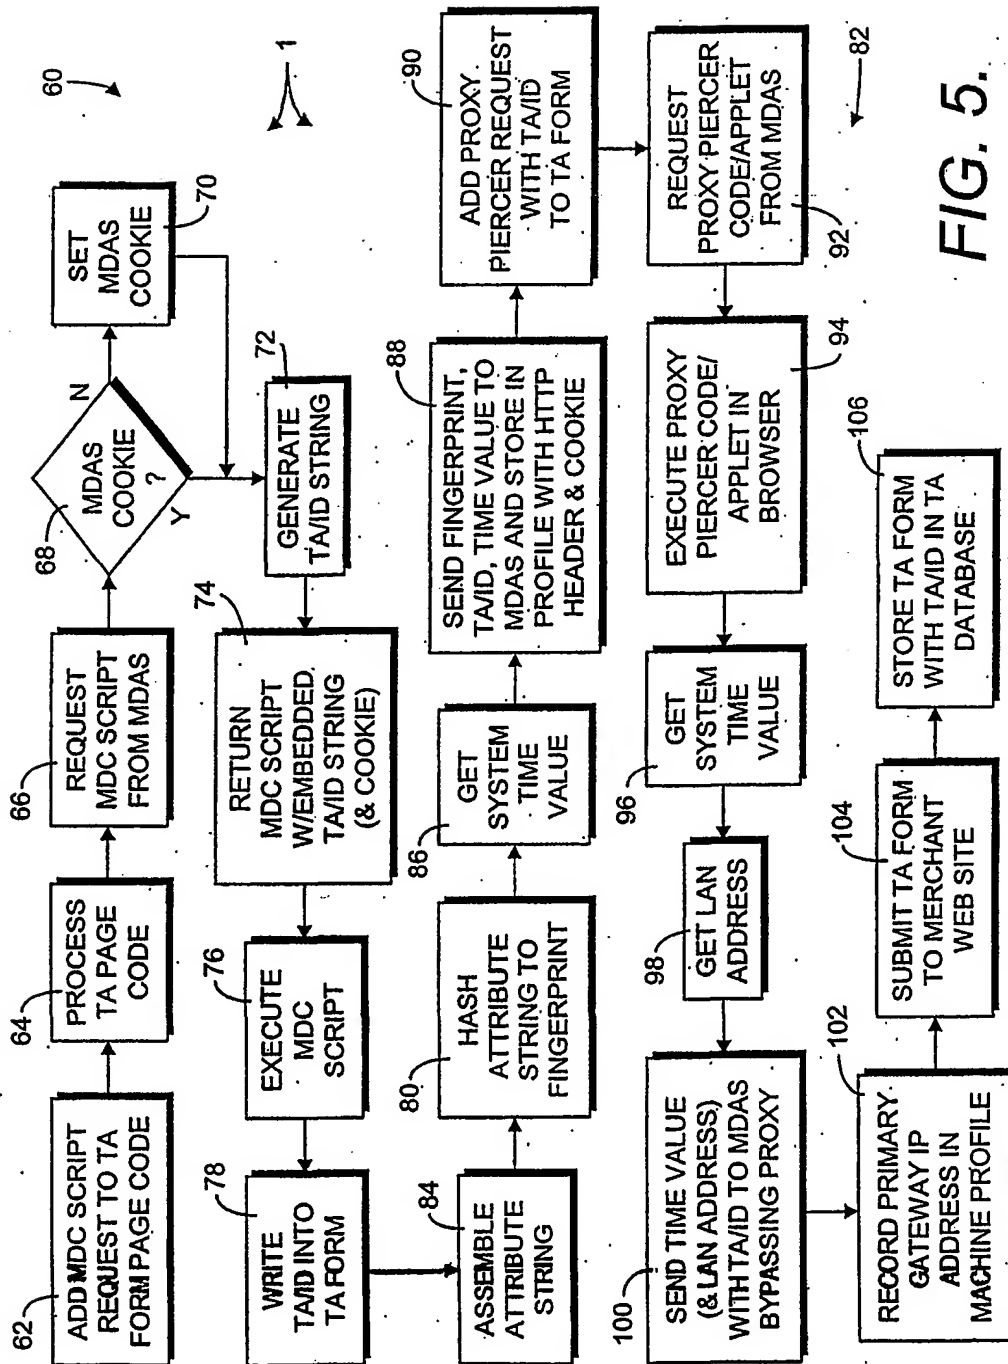 60
1
62
ADD MDC SCRIPT
REQUEST TO TA
FORM PAGE CODE
64
PROCESS
TA PAGE
CODE
66
REQUEST
MDC SCRIPT
FROM MDAS
68
MDAS
COOKIE
?
N
Y
70
SET
MDAS
COOKIE
72
GENERATE
TA/ID STRING
74
RETURN
MDC SCRIPT
W/EMBEDDED.
TA/ID STRING
(& COOKIE)
76
EXECUTE
MDC
SCRIPT
78
WRITE
TA/ID INTO
TA FORM
84
ASSEMBLE
ATTRIBUTE
STRING
80
HASH
ATTRIBUTE
STRING TO
FINGERPRINT
86
GET
SYSTEM
TIME
VALUE
88
SEND FINGERPRINT,
TA/ID, TIME VALUE TO
MDAS AND STORE IN
PROFILE WITH HTTP
HEADER & COOKIE
90
ADD PROXY
PIERCER REQUEST
WITH TA/ID
TO TA FORM
REQUEST
PROXY PIERCER
CODE/APPLET
FROM MDAS
92
82
94
EXECUTE PROXY
PIERCER CODE/
APPLET IN
BROWSER
96
GET
SYSTEM
TIME
VALUE
98
GET LAN
ADDRESS
100
SEND TIME VALUE
(& LAN ADDRESS)
WITH TA/ID TO MDAS
BYPASSING PROXY
102
RECORD PRIMARY
GATEWAY IP
ADDRESS IN
MACHINE PROFILE
104
SUBMIT TA FORM
TO MERCHANT
WEB SITE
106
STORE TA FORM
WITH TA/ID IN TA
DATABASE
FIG. 5.